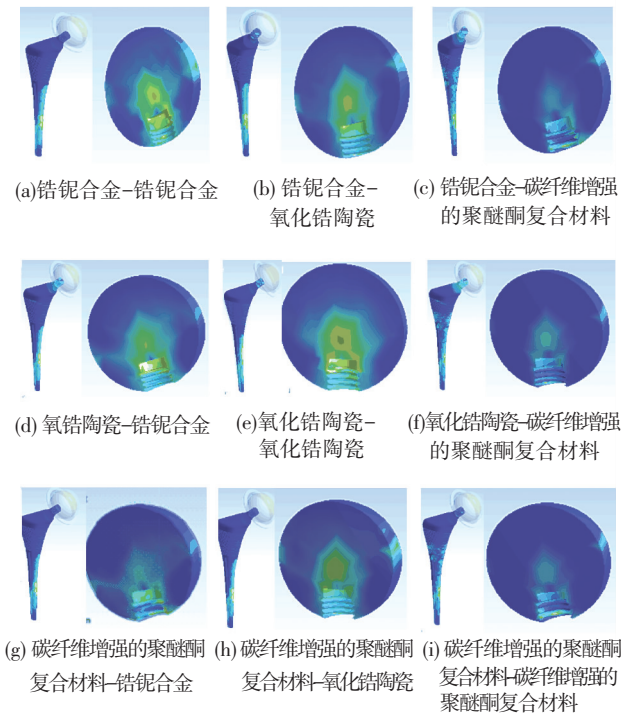 (a)锆铌合金-锆铌合金
(b) 锆铌合金-
氧化锆陶瓷
(c) 锆铌合金-碳纤维增强
的聚醚酮复合材料
(d) 氧锆陶瓷-锆铌合金
(e)氧化锆陶瓷-
氧化锆陶瓷
(f)氧化锆陶瓷-碳纤维增强
的聚醚酮复合材料
(g) 碳纤维增强的聚醚酮
复合材料-锆铌合金
(h) 碳纤维增强的聚醚酮
复合材料-氧化锆陶瓷
(i) 碳纤维增强的聚醚酮
复合材料-碳纤维增强的
聚醚酮复合材料